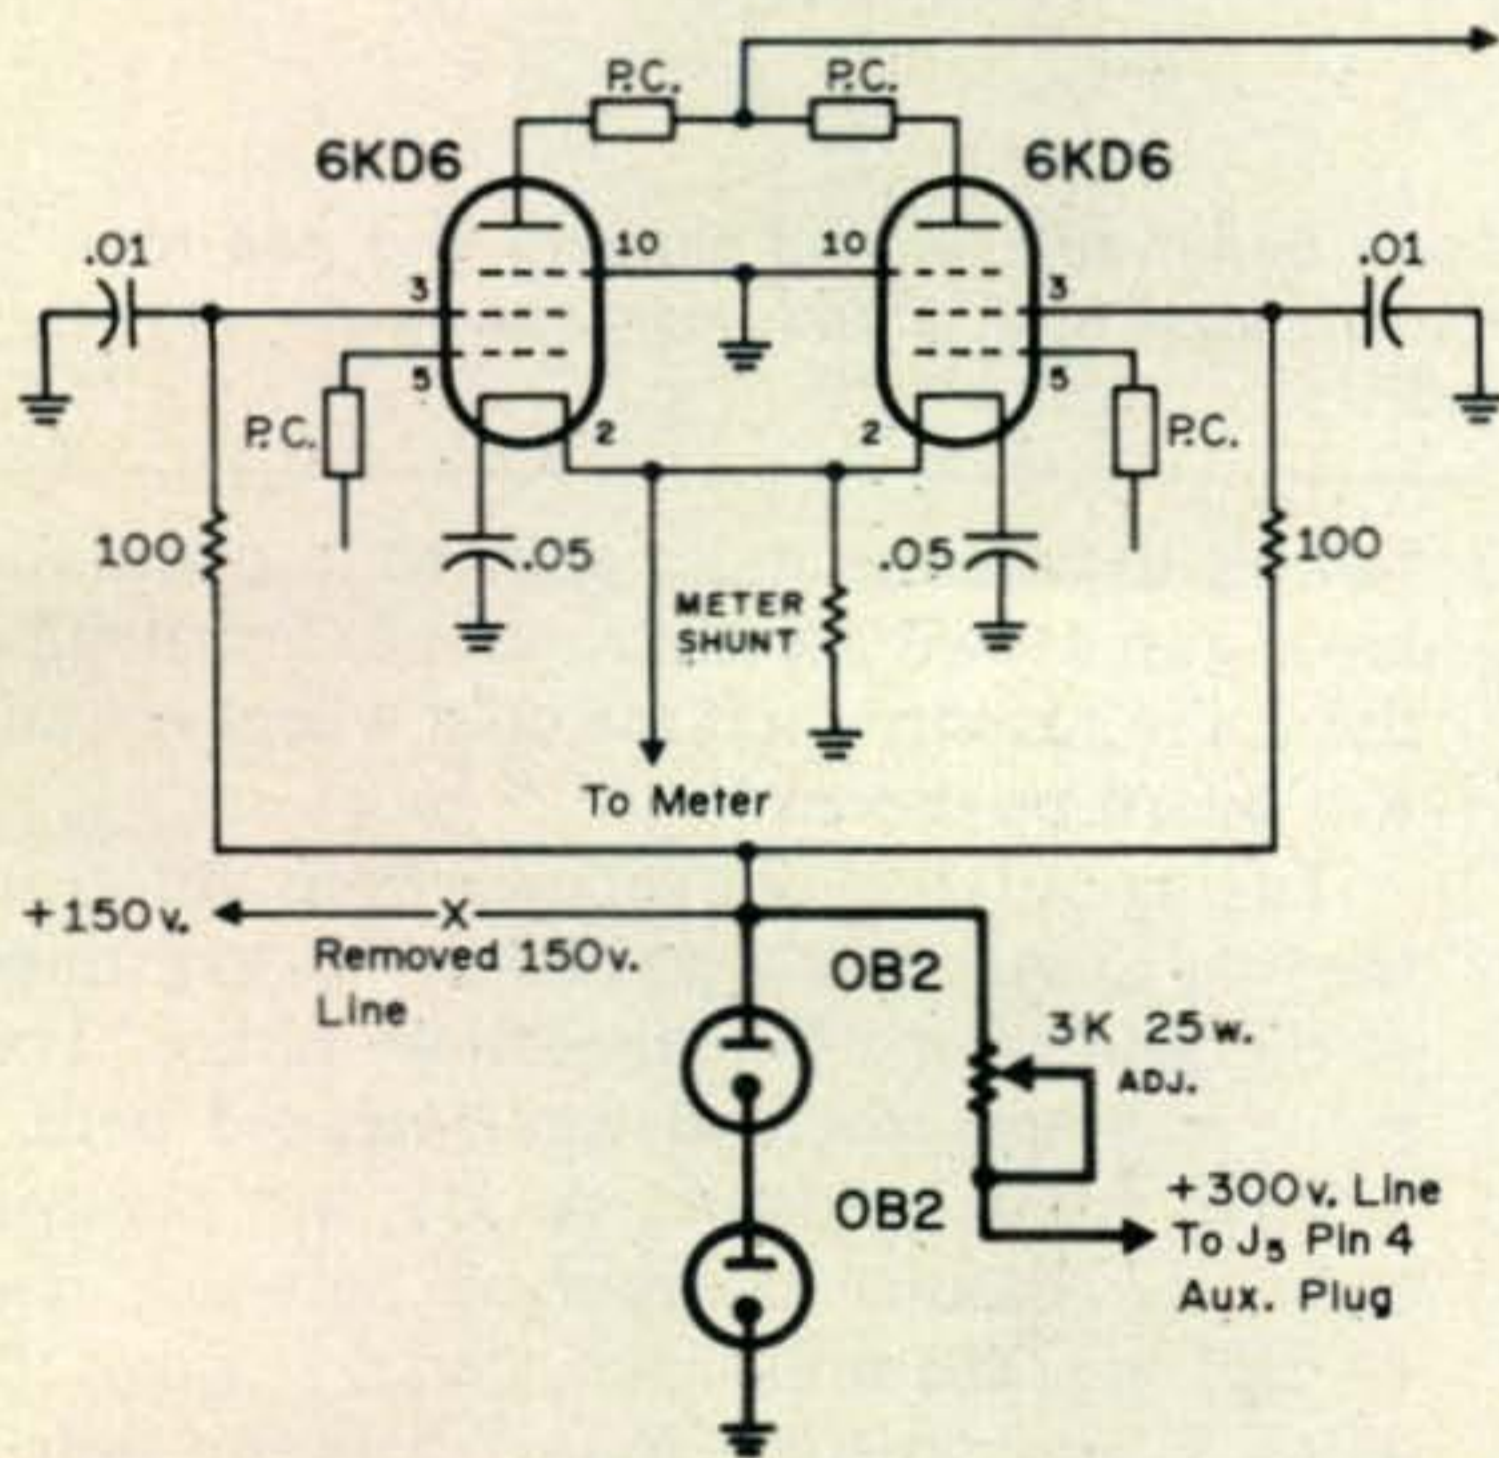 P.C.
P.C.
6KD6
6KD6
.01
10
10
.01
3
3
5
5
P.C.
2
2
P.C.
100
.05
.05
100
METER
SHUNT
To Meter
+150v.
X
Removed 150v.
Line
OB2
3K 25w.
ADJ.
OB2
+300v. Line
To J5 Pin 4
Aux. Plug